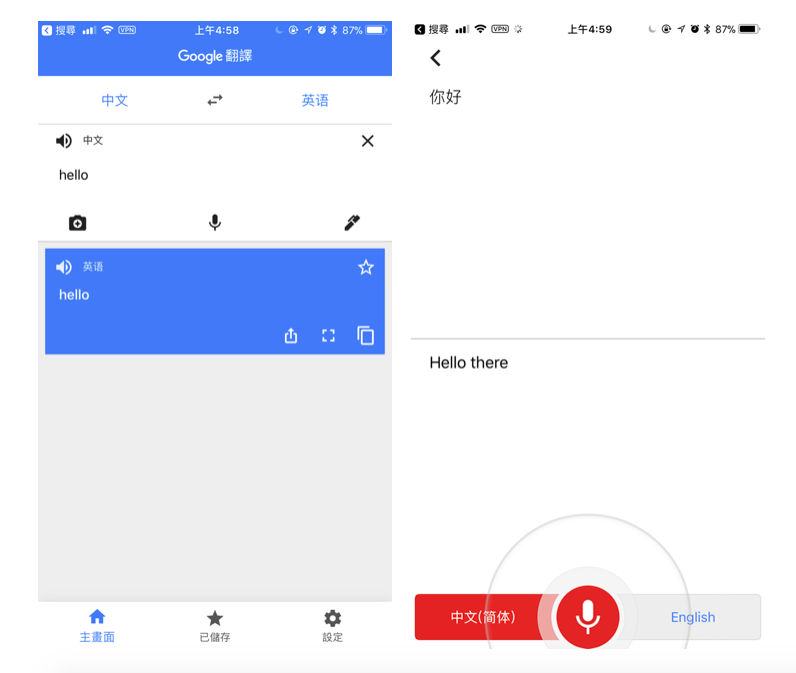 搜尋 VPN 上午4:58 87%
Google 翻譯
中文 英语
中文
hello
英语
hello
主畫面 已儲存 設定
搜尋 VPN 上午4:59 87%
你好
Hello there
中文(简体) English